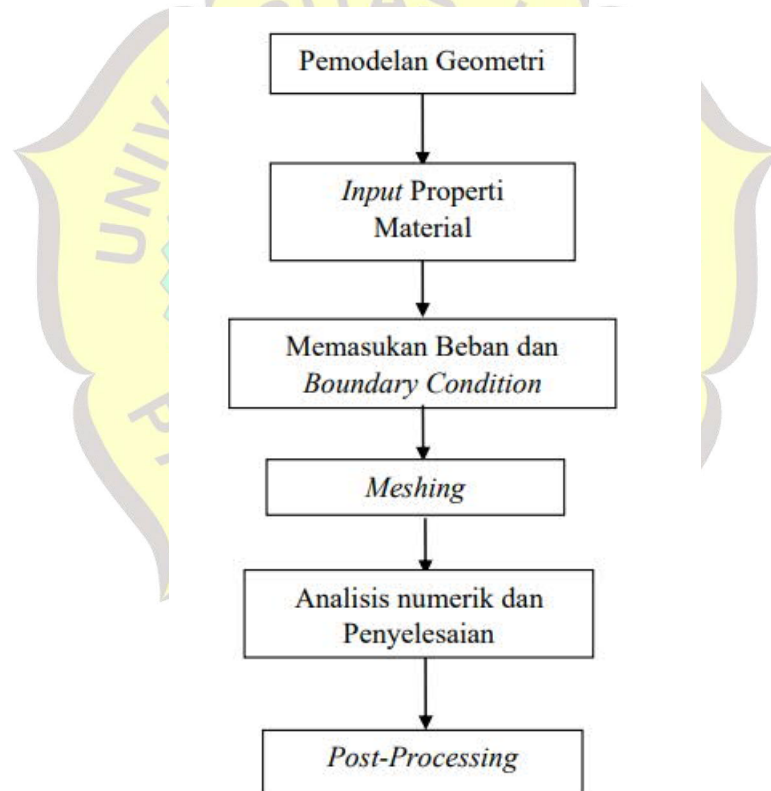 Pemodelan Geometri
Input Properti
Material
Memasukan Beban dan
Boundary Condition
Meshing
Analisis numerik dan
Penyelesaian
Post-Processing